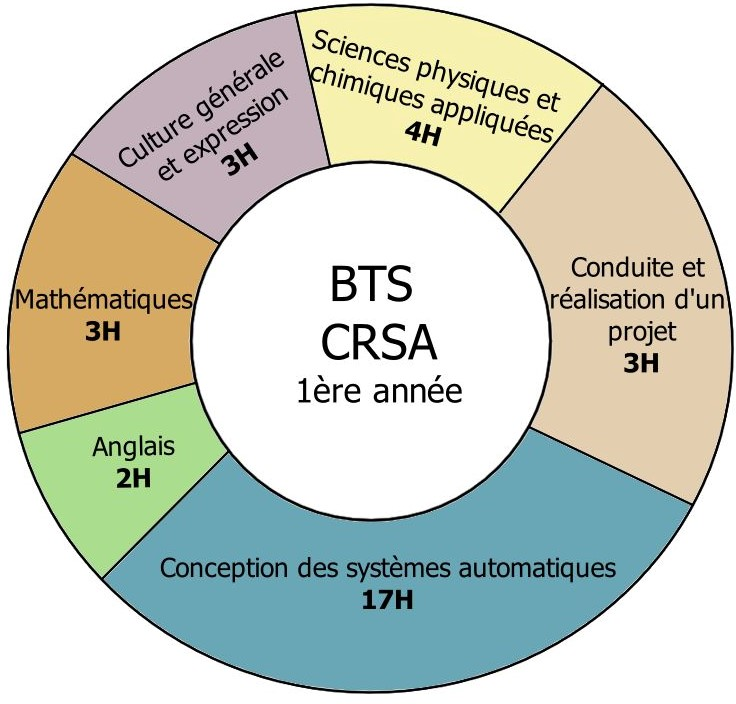 BTS
CRSA
1ère année
Sciences physiques et
chimiques appliquées
4H
Conduite et
réalisation d'un
projet
3H
Conception des systèmes automatiques
17H
Anglais
2H
Mathématiques
3H
Culture générale
et expression
3H